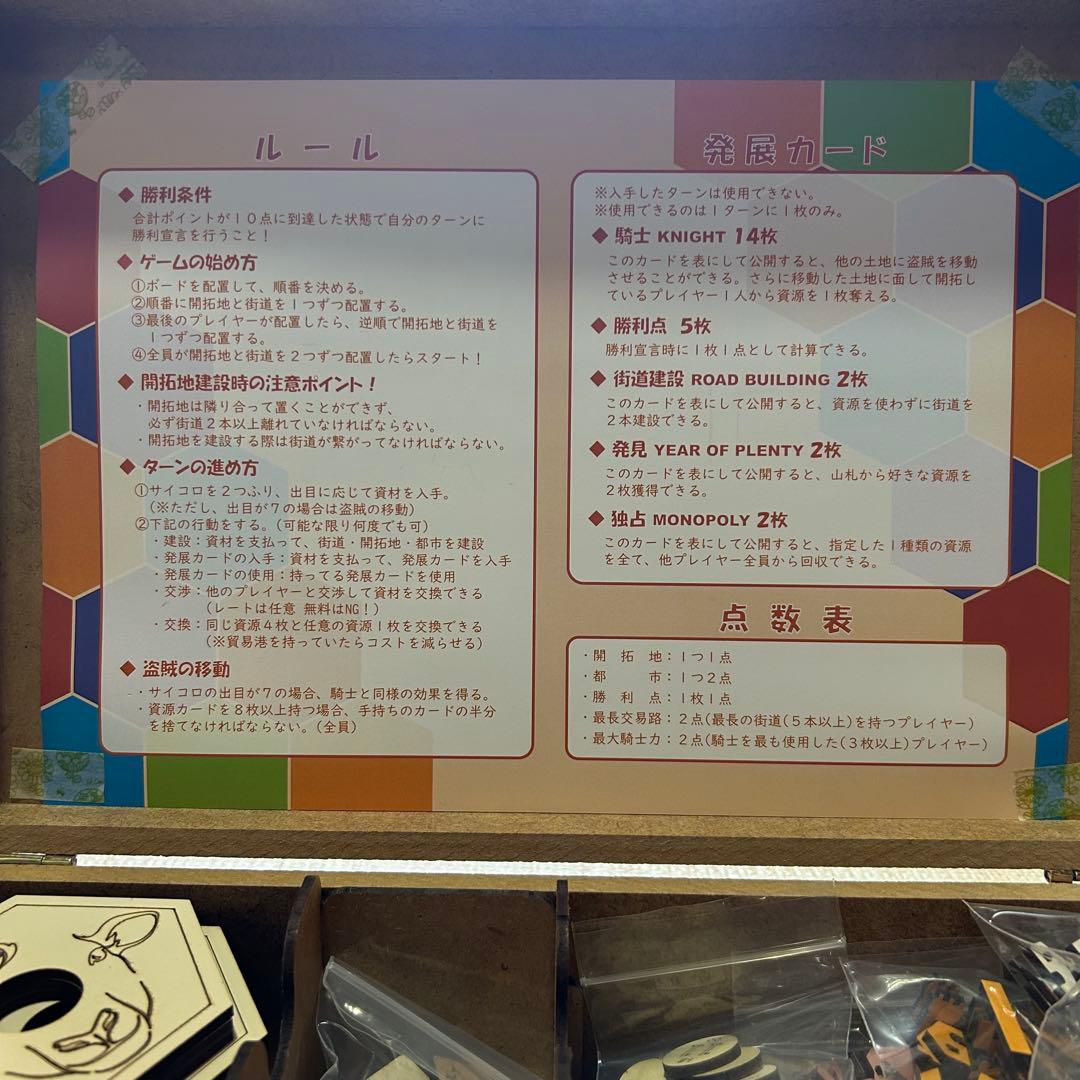 ルール
◆ 勝利条件
合計ポイントが10点に到達した状態で自分のターンに
勝利宣言を行うこと！
◆ ゲームの始め方
①ボードを配置して、順番を決める。
②順番に開拓地と街道を1つずつ配置する。
③最後のプレイヤーが配置したら、逆順で開拓地と街道を
1つずつ配置する。
④全員が開拓地と街道を2つずつ配置したらスタート！
◆ 開拓地建設時の注意ポイント！
・開拓地は隣り合って置くことができず、
必ず街道2本以上離れていなければならない。
・開拓地を建設する際は街道が繋がってなければならない。
◆ ターンの進め方
①サイコロを2つふり、出目に応じて資材を入手。
(※ただし、出目が7の場合は盗賊の移動)
②下記の行動をする。(可能な限り何度でも可)
・建設：資材を支払って、街道・開拓地・都市を建設
・発展カードの入手：資材を支払って、発展カードを入手
・発展カードの使用：持ってる発展カードを使用
・交渉：他のプレイヤーと交渉して資材を交換できる
(レートは任意 無料はNG！)
・交換：同じ資源4枚と任意の資源1枚を交換できる
(※貿易港を持っていたらコストを減らせる)
◆ 盗賊の移動
・サイコロの出目が7の場合、騎士と同様の効果を得る。
・資源カードを8枚以上持つ場合、手持ちのカードの半分
を捨てなければならない。(全員)
発展カード
※入手したターンは使用できない。
※使用できるのは1ターンに1枚のみ。
◆ 騎士 KNIGHT 14枚
このカードを表にして公開すると、他の土地に盗賊を移動
させることができる。さらに移動した土地に面して開拓し
ているプレイヤー1人から資源を1枚奪える。
◆ 勝利点 5枚
勝利宣言時に1枚1点として計算できる。
◆ 街道建設 ROAD BUILDING 2枚
このカードを表にして公開すると、資源を使わずに街道を
2本建設できる。
◆ 発見 YEAR OF PLENTY 2枚
このカードを表にして公開すると、山札から好きな資源を
2枚獲得できる。
◆ 独占 MONOPOLY 2枚
このカードを表にして公開すると、指定した1種類の資源
を全て、他プレイヤー全員から回収できる。
点数表
・開拓地：1つ1点
・都市：1つ2点
・勝利点：1枚1点
・最長交易路：2点(最長の街道(5本以上)を持つプレイヤー)
・最大騎士力：2点(騎士を最も使用した(3枚以上)プレイヤー)